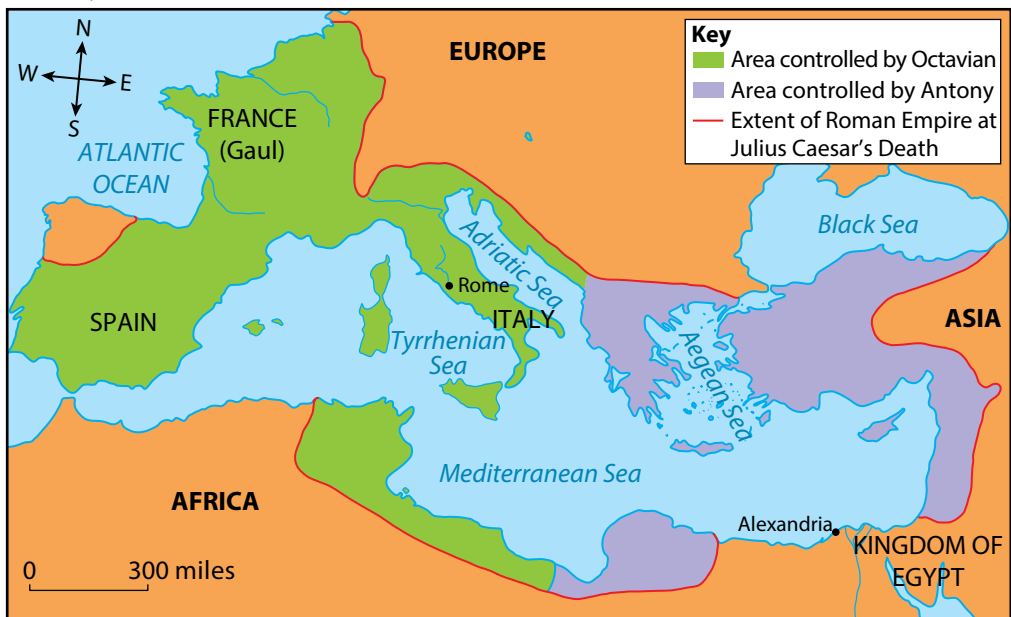 N
W
E
S
EUROPE
Key
Area controlled by Octavian
Area controlled by Antony
Extent of Roman Empire at
Julius Caesar's Death
FRANCE
(Gaul)
ATLANTIC
OCEAN
Black Sea
Adriatic Sea
Rome
ITALY
SPAIN
Tyrrhenian
Sea
Aegean Sea
ASIA
Mediterranean Sea
AFRICA
Alexandria
KINGDOM OF
EGYPT
0 300 miles